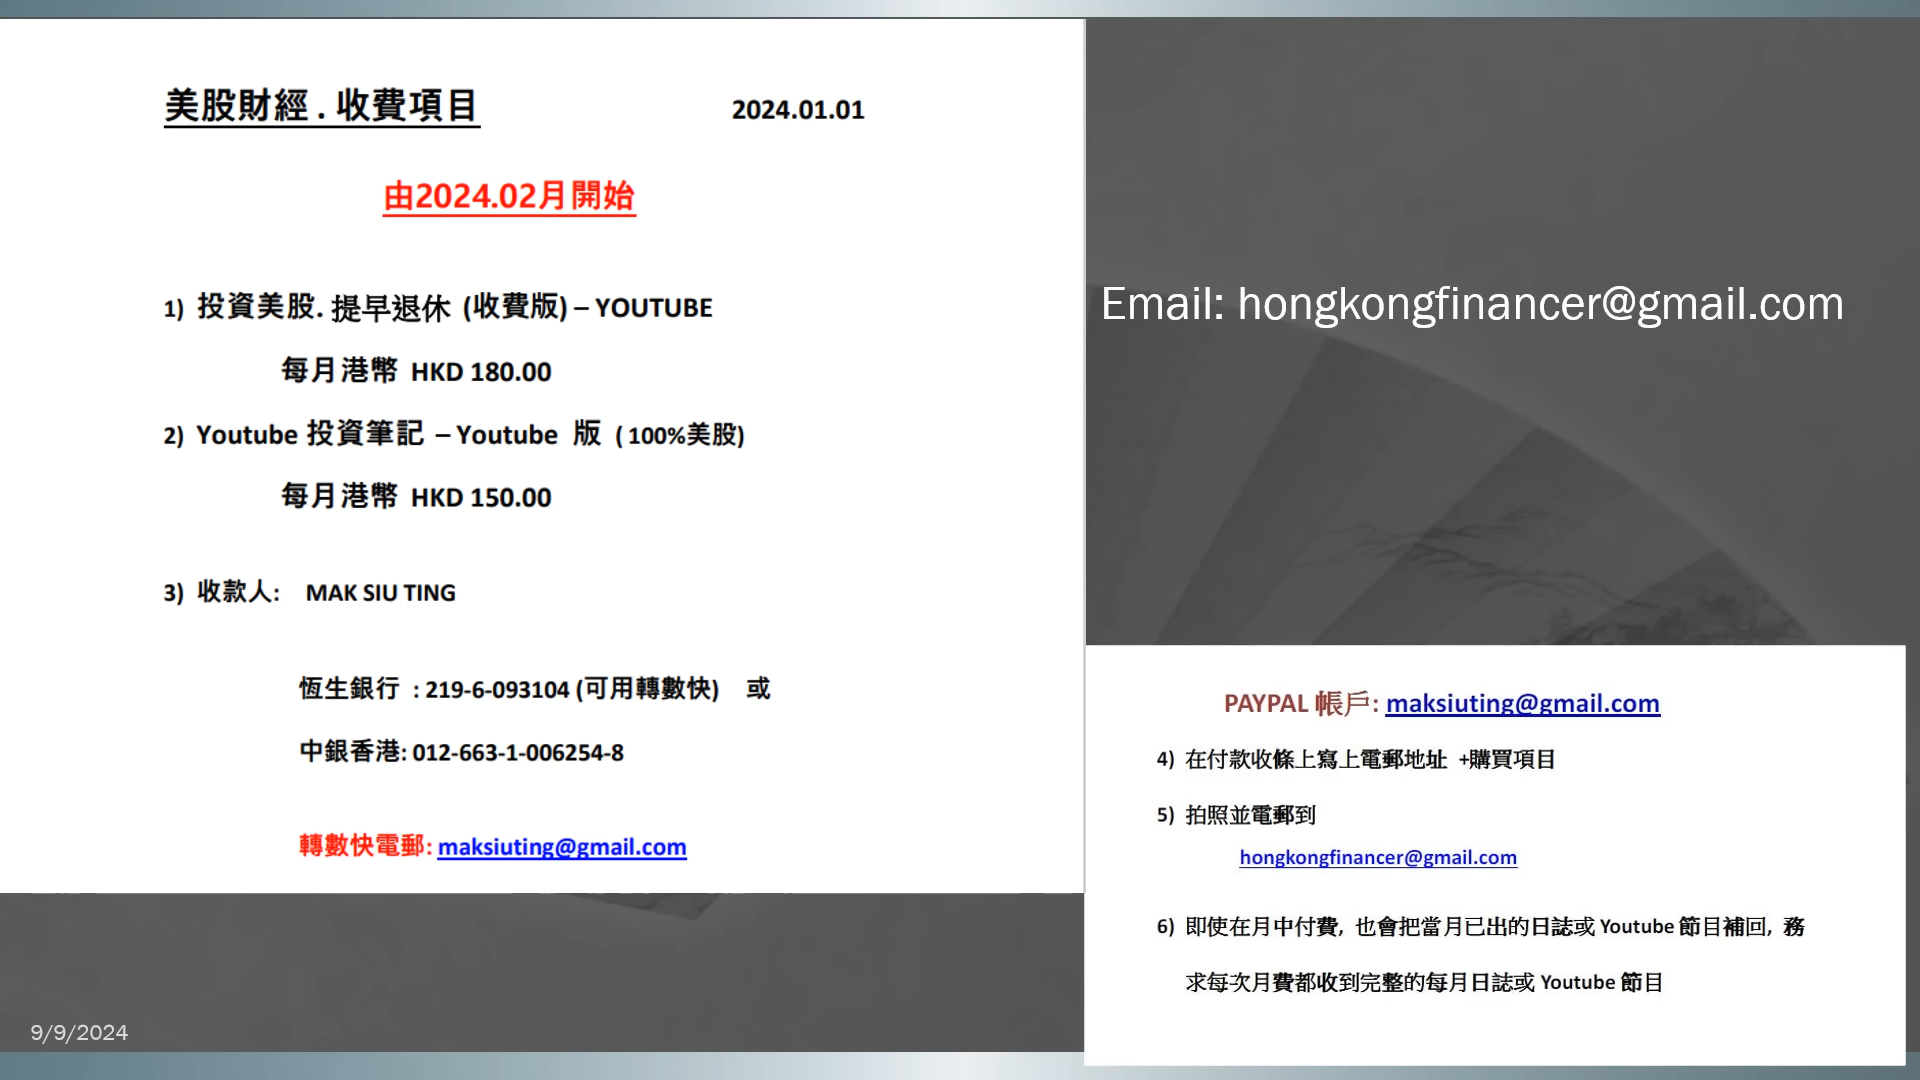 美股財經 . 收費項目 2024.01.01
由2024.02月開始
1) 投資美股. 提早退休 (收費版) – YOUTUBE
每月港幣 HKD 180.00
2) Youtube 投資筆記 – Youtube 版 ( 100%美股)
每月港幣 HKD 150.00
3) 收款人: MAK SIU TING
恆生銀行 : 219-6-093104 (可用轉數快) 或
中銀香港: 012-663-1-006254-8
轉數快電郵: maksiuting@gmail.com
Email: hongkongfinancer@gmail.com
PAYPAL 帳戶: maksiuting@gmail.com
4) 在付款收條上寫上電郵地址 +購買項目
5) 拍照並電郵到
hongkongfinancer@gmail.com
6) 即使在月中付費, 也會把當月已出的日誌或 Youtube 節目補回, 務
求每次月費都收到完整的每月日誌或 Youtube 節目
9/9/2024